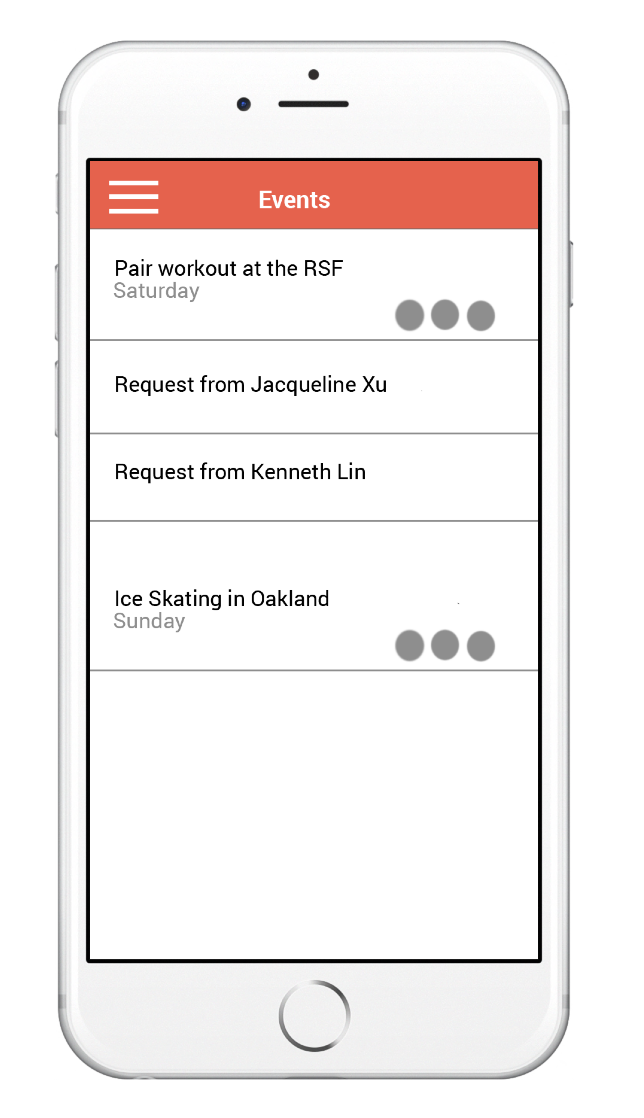 Events
Pair workout at the RSF
Saturday
Request from Jacqueline Xu
Request from Kenneth Lin
Ice Skating in Oakland
Sunday